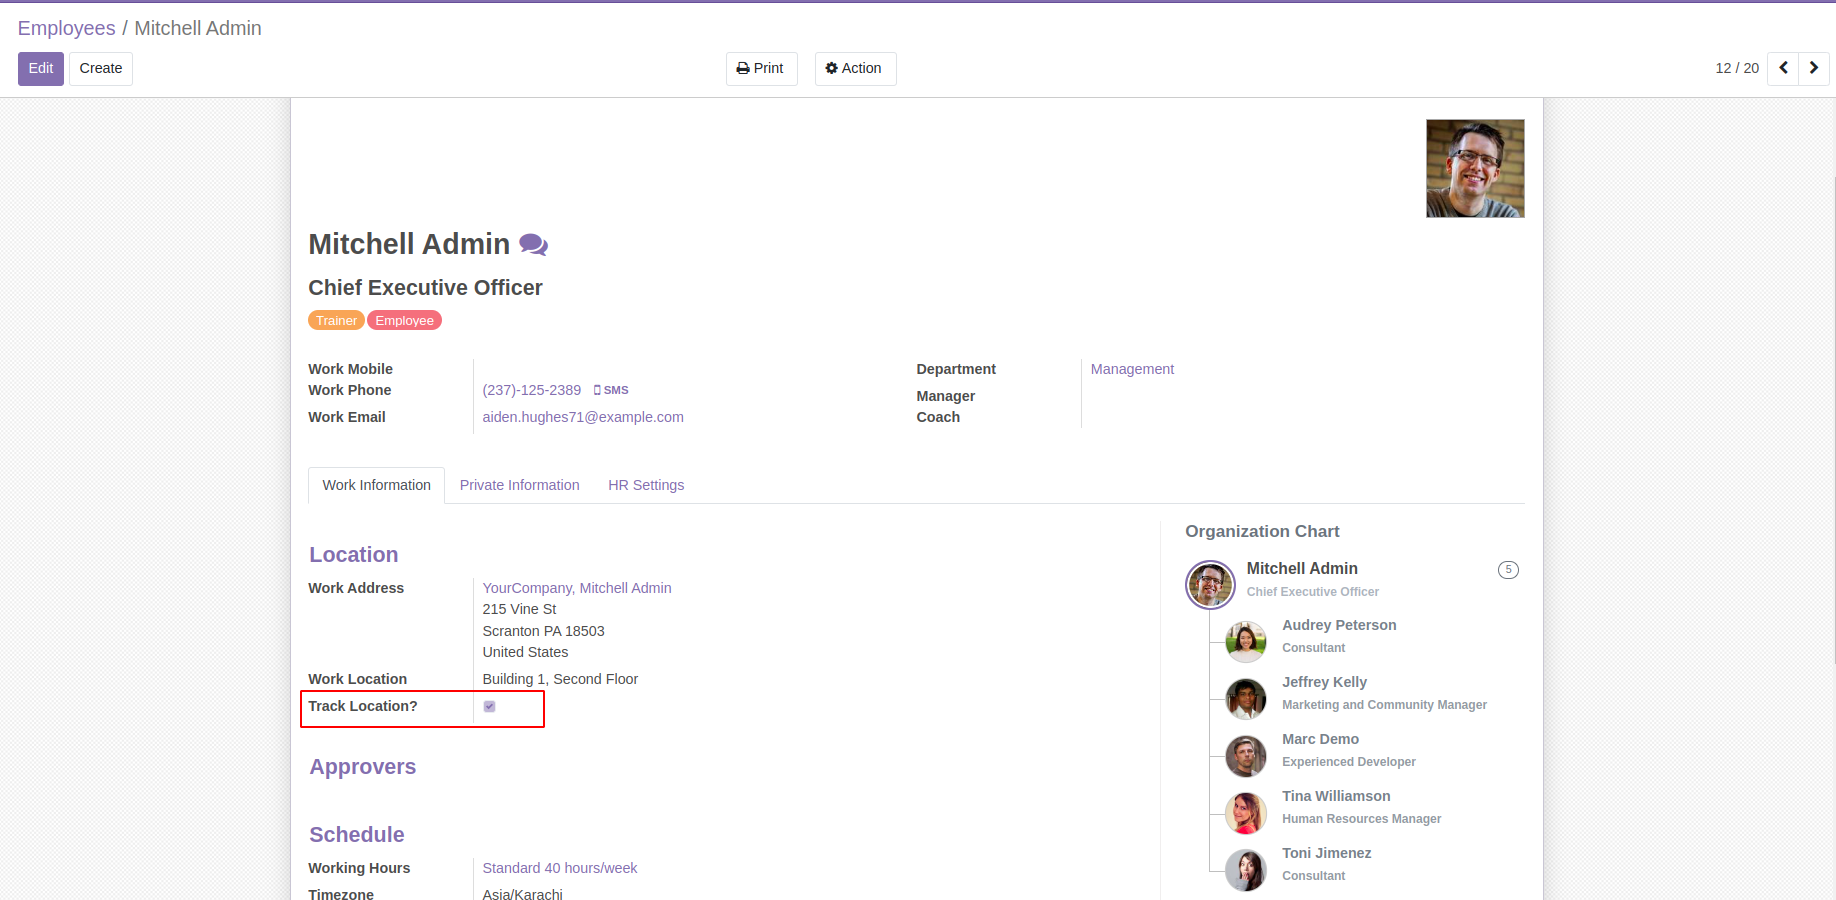 Employees / Mitchell Admin
Edit Create Print Action 12 / 20
Mitchell Admin
Chief Executive Officer
Trainer Employee
Work Mobile
Work Phone (237)-125-2389 SMS
Work Email aiden.hughes71@example.com
Department Management
Manager
Coach
Work Information Private Information HR Settings
Location
Work Address YourCompany, Mitchell Admin
215 Vine St
Scranton PA 18503
United States
Work Location Building 1, Second Floor
Track Location?
Approvers
Schedule
Working Hours Standard 40 hours/week
Timezone Asia/Karachi
Organization Chart
Mitchell Admin 5
Chief Executive Officer
Audrey Peterson
Consultant
Jeffrey Kelly
Marketing and Community Manager
Marc Demo
Experienced Developer
Tina Williamson
Human Resources Manager
Toni Jimenez
Consultant